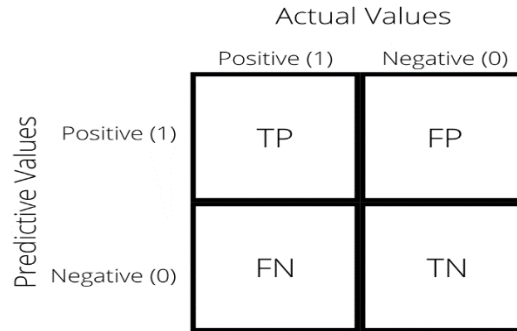 Actual Values
Positive (1) Negative (0)
Predictive Values
Positive (1) TP FP
Negative (0) FN TN